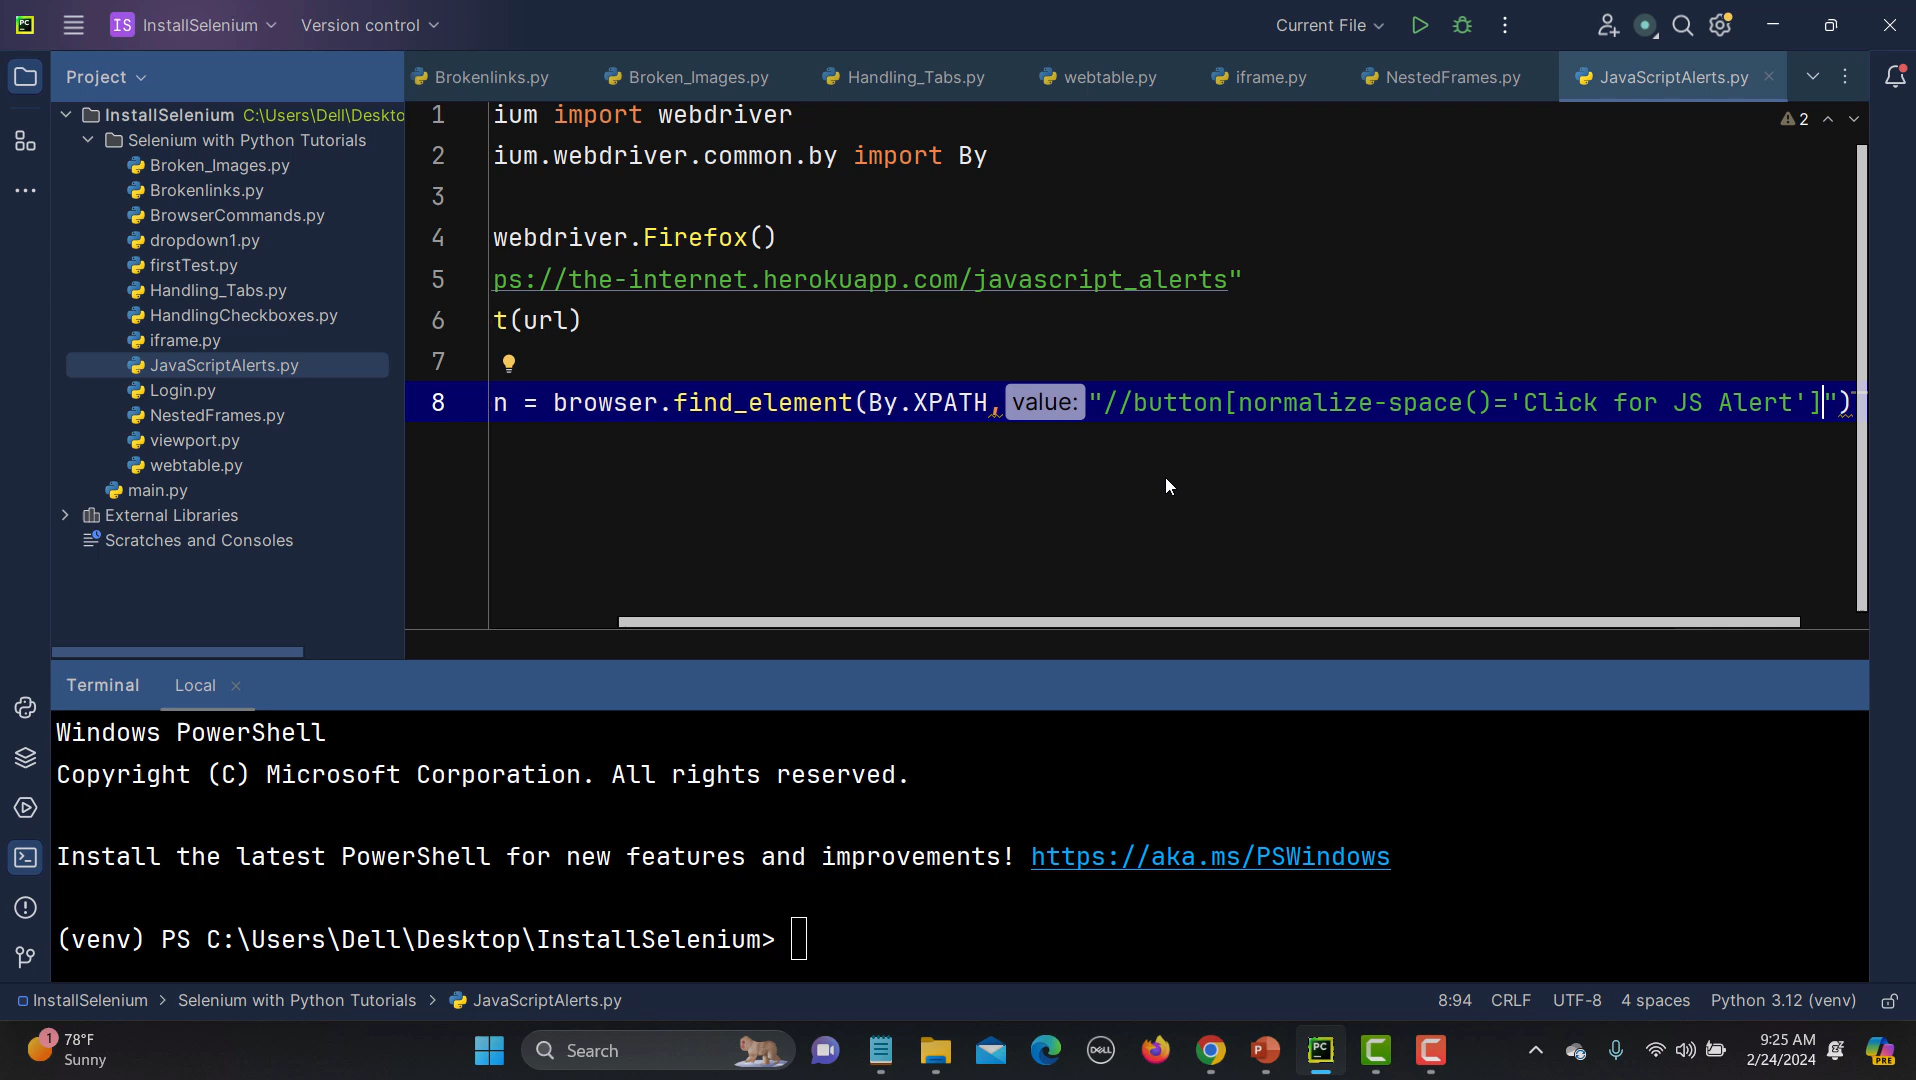 PC IS InstallSelenium Version control Current File
Project
Brokenlinks.py Broken_Images.py Handling_Tabs.py webtable.py iframe.py NestedFrames.py JavaScriptAlerts.py
InstallSelenium C:\Users\Dell\Deskto
Selenium with Python Tutorials
Broken_Images.py
Brokenlinks.py
BrowserCommands.py
dropdown1.py
firstTest.py
Handling_Tabs.py
HandlingCheckboxes.py
iframe.py
JavaScriptAlerts.py
Login.py
NestedFrames.py
viewport.py
webtable.py
main.py
External Libraries
Scratches and Consoles
1 ium import webdriver
2
2 ium.webdriver.common.by import By
3
4 webdriver.Firefox()
5 ps://the-internet.herokuapp.com/javascript_alerts"
6 t(url)
7
8 n = browser.find_element(By.XPATH, value: "//button[normalize-space()='Click for JS Alert']")
Terminal Local
Windows PowerShell
Copyright (C) Microsoft Corporation. All rights reserved.
Install the latest PowerShell for new features and improvements! https://aka.ms/PSWindows
(venv) PS C:\Users\Dell\Desktop\InstallSelenium>
InstallSelenium > Selenium with Python Tutorials > JavaScriptAlerts.py 8:94 CRLF UTF-8 4 spaces Python 3.12 (venv)
1 78°F
Sunny
Search
DELL
PC
PRE
9:25 AM
2/24/2024